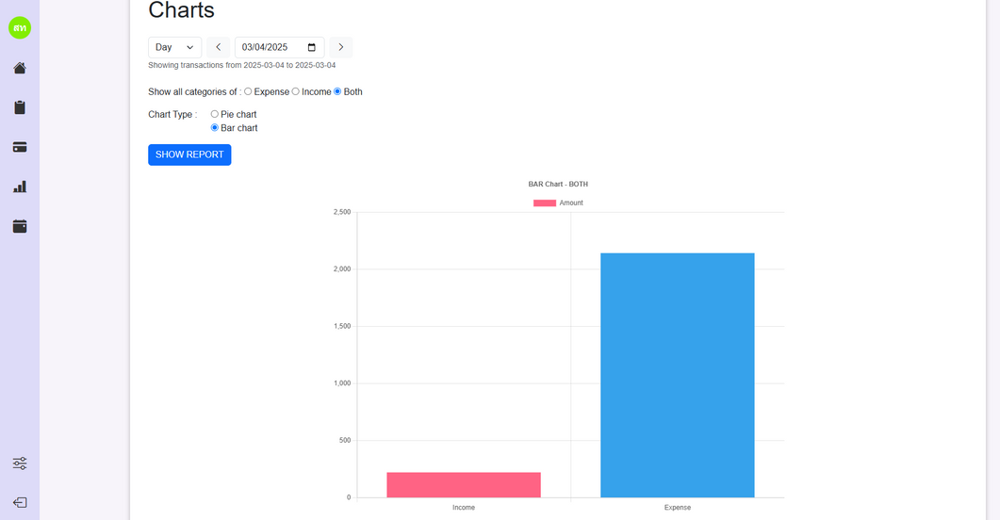 Charts
สท
Day 03/04/2025
Showing transactions from 2025-03-04 to 2025-03-04
Show all categories of : Expense Income Both
Chart Type : Pie chart
Bar chart
SHOW REPORT
BAR Chart - BOTH
Amount
2,500
2,000
1,500
1,000
500
0
Income Expense